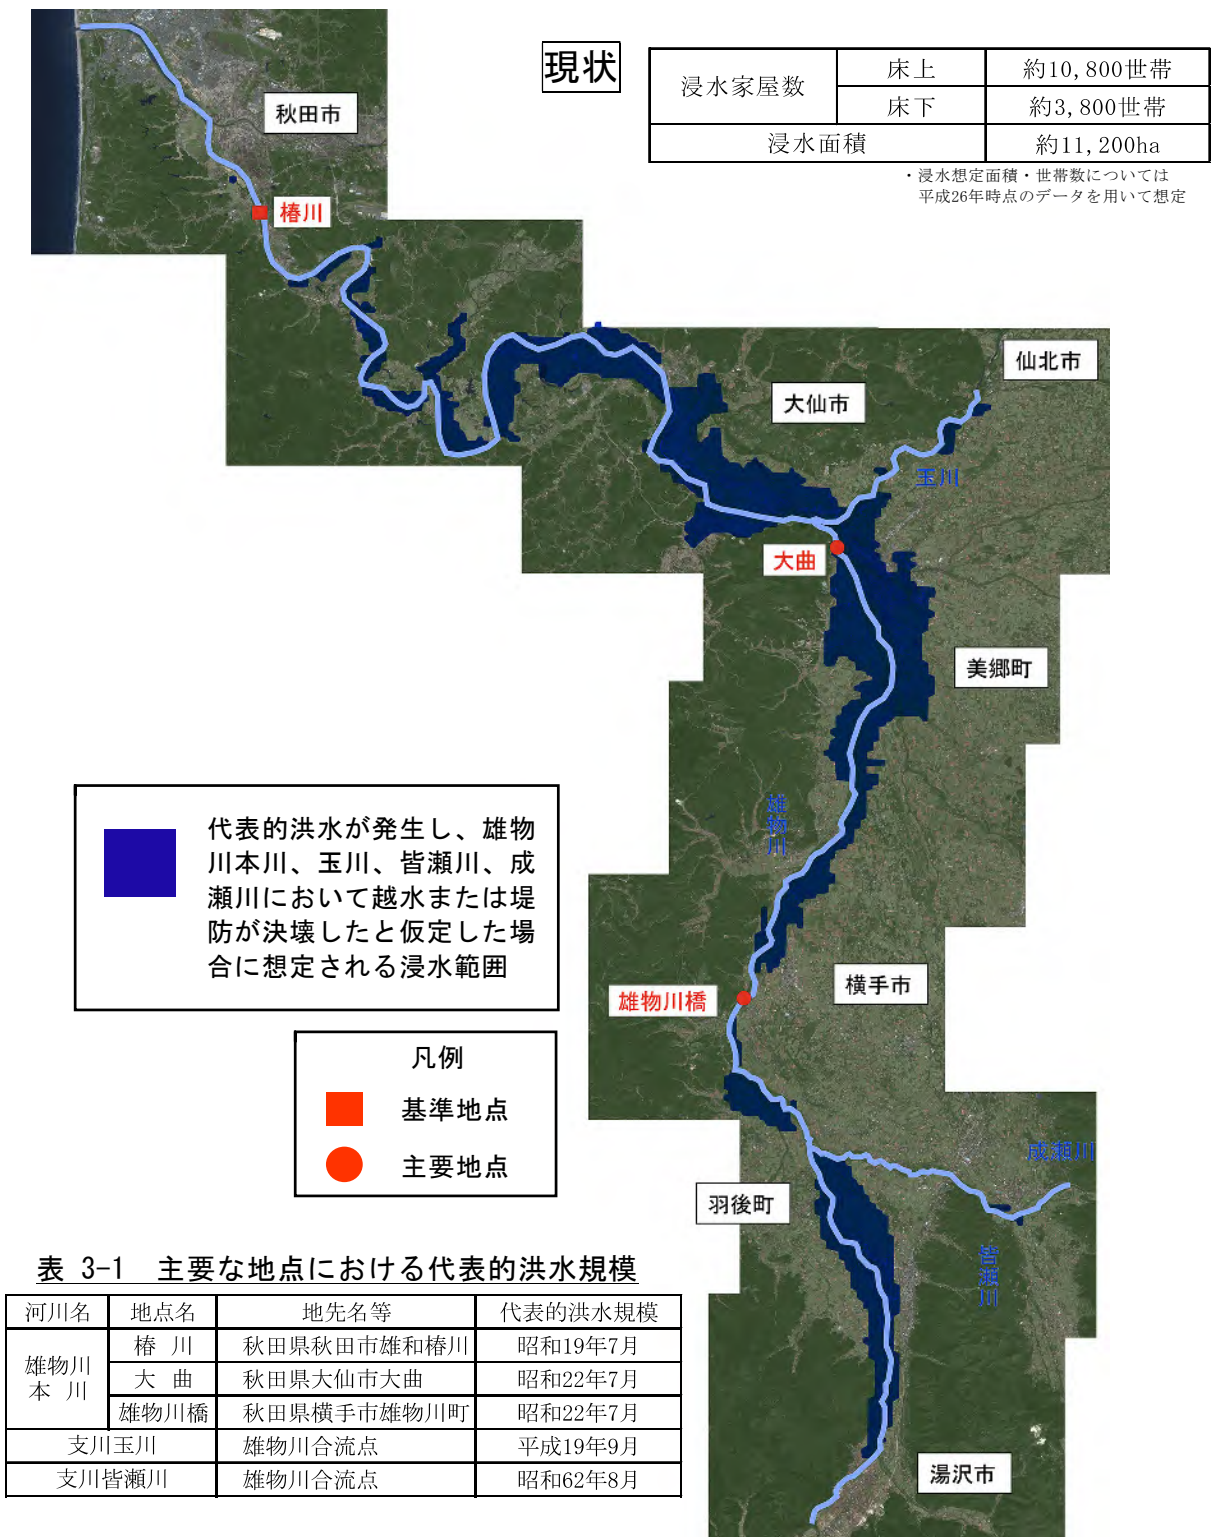 現状
浸水家屋数 床上 約10,800世帯
床下 約3,800世帯
浸水面積 約11,200ha
・浸水想定面積・世帯数については
平成26年時点のデータを用いて想定
秋田市
椿川
仙北市
大仙市
玉川
大曲
美郷町
雄物川
代表的洪水が発生し、雄物
川本川、玉川、皆瀬川、成
瀬川において越水または堤
防が決壊したと仮定した場
合に想定される浸水範囲
横手市
雄物川橋
凡例
基準地点
主要地点
成瀬川
羽後町
皆瀬川
湯沢市
表 3-1 主要な地点における代表的洪水規模
河川名 地点名 地先名等 代表的洪水規模
雄物川
本 川
椿 川 秋田県秋田市雄和椿川 昭和19年7月
大 曲 秋田県大仙市大曲 昭和22年7月
雄物川橋 秋田県横手市雄物川町 昭和22年7月
支川玉川 雄物川合流点 平成19年9月
支川皆瀬川 雄物川合流点 昭和62年8月